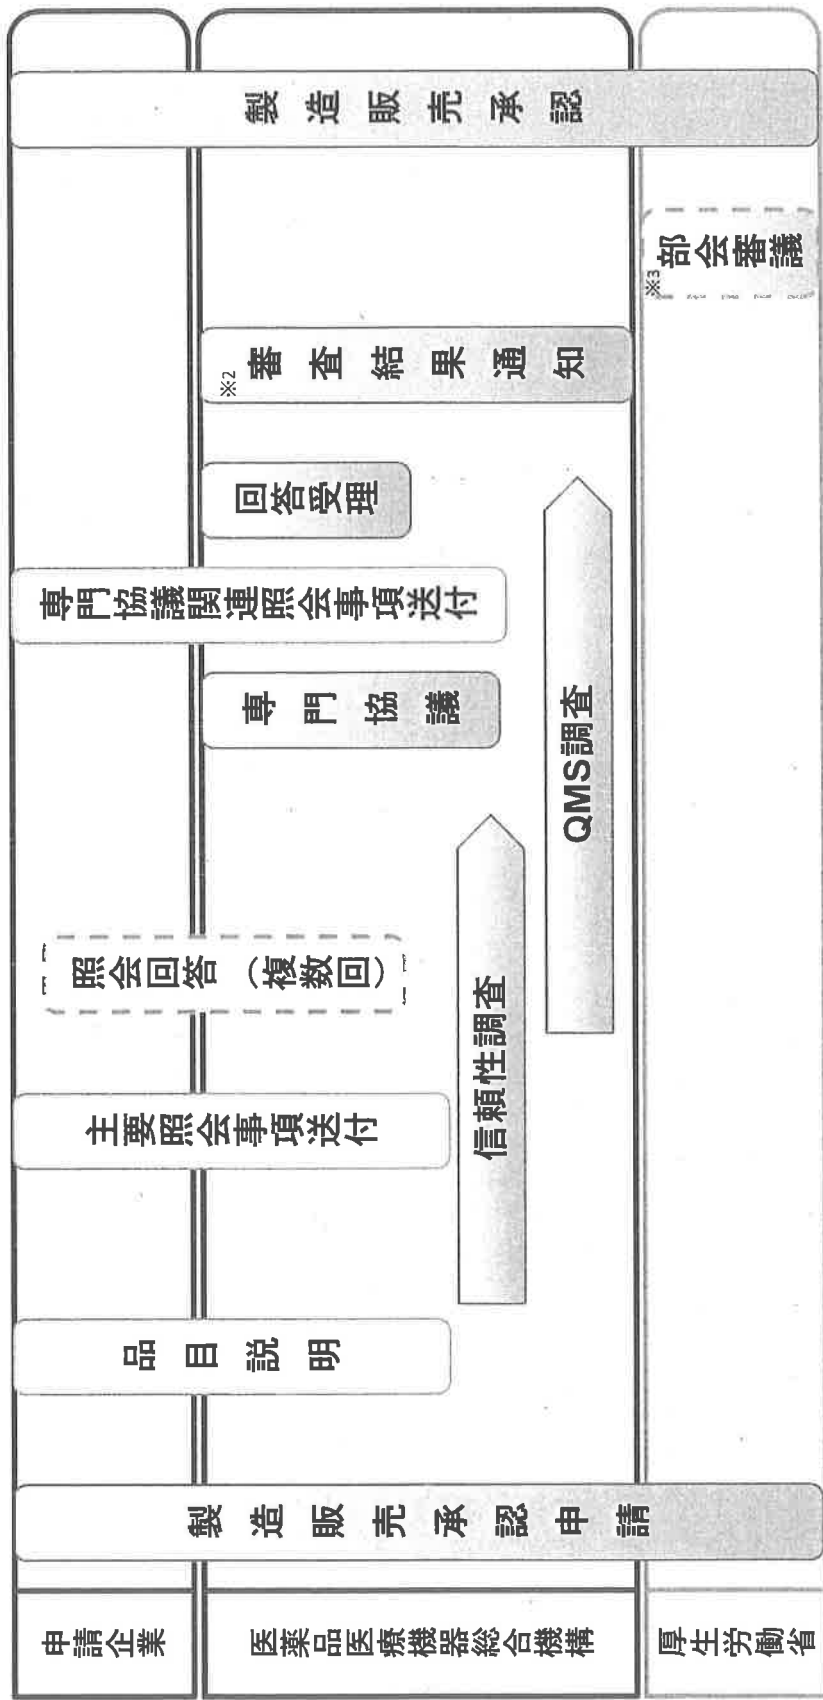 申請企業
医薬品医療機器総合機構
厚生労働省
製造販売承認申請
品目説明
主要照会事項送付
照会回答（複数回）
信頼性調査
QMS調査
専門協議
専門協議関連照会事項送付
回答受理
※2
審査結果通知
※3
部会審議
製造販売承認